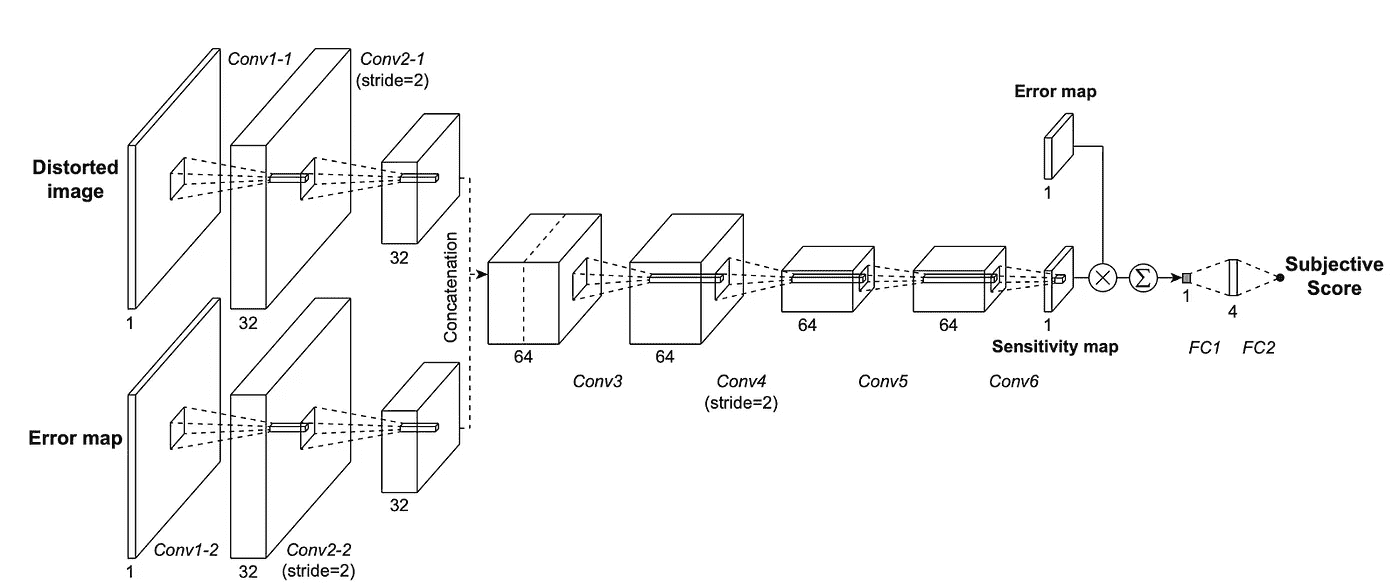 Conv1-1
Conv2-1
(stride=2)
Distorted
image
1
32
32
Error map
1
32
32
Conv1-2
Conv2-2
(stride=2)
Concatenation
64
Conv3
64
Conv4
(stride=2)
64
Conv5
64
Conv6
Error map
1
1
Sensitivity map
×
Σ
1
4
FC1
FC2
Subjective
Score